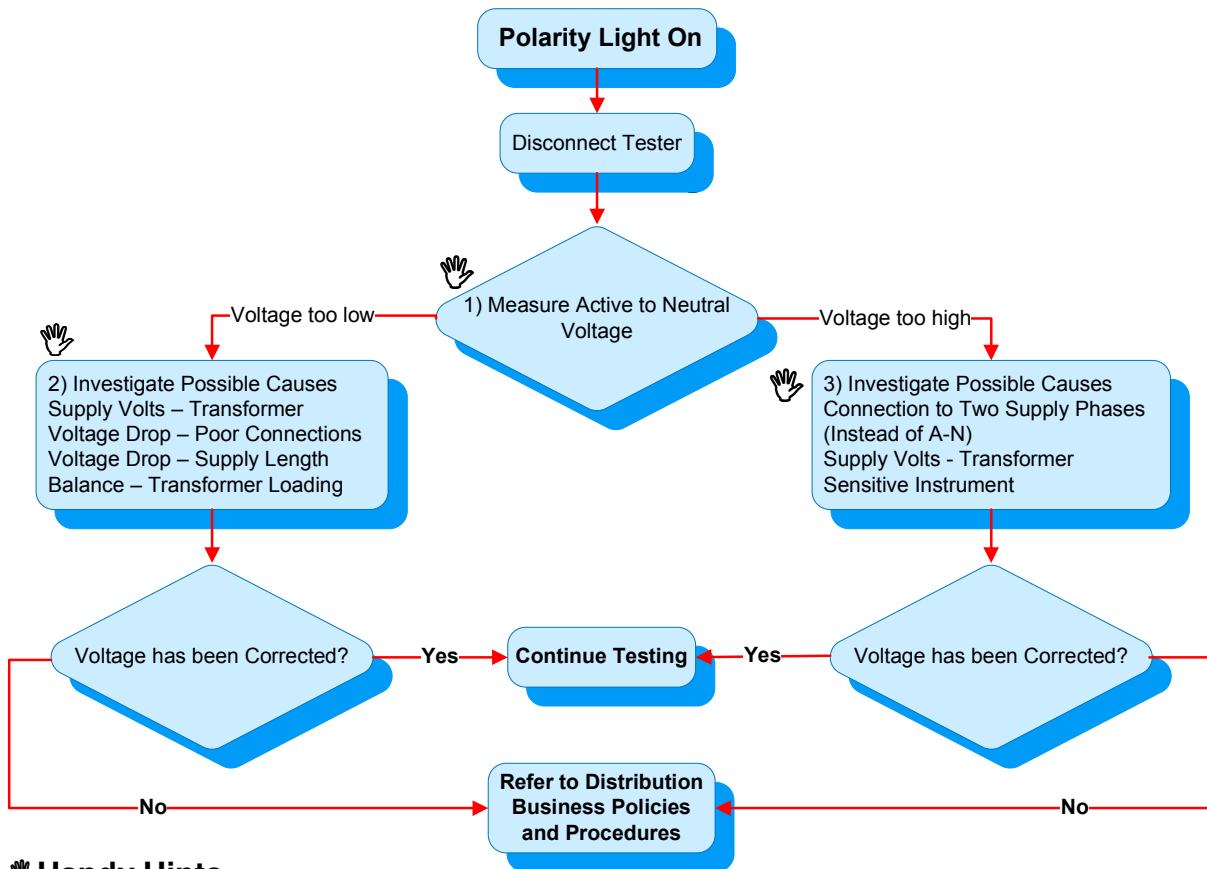 Polarity Light On
Disconnect Tester
1) Measure Active to Neutral
Voltage
Voltage too low
Voltage too high
2) Investigate Possible Causes
Supply Volts – Transformer
Voltage Drop – Poor Connections
Voltage Drop – Supply Length
Balance – Transformer Loading
3) Investigate Possible Causes
Connection to Two Supply Phases
(Instead of A-N)
Supply Volts - Transformer
Sensitive Instrument
Voltage has been Corrected?
Yes
Continue Testing
Yes
Voltage has been Corrected?
No
Refer to Distribution
Business Policies
and Procedures
No
Handy Hints